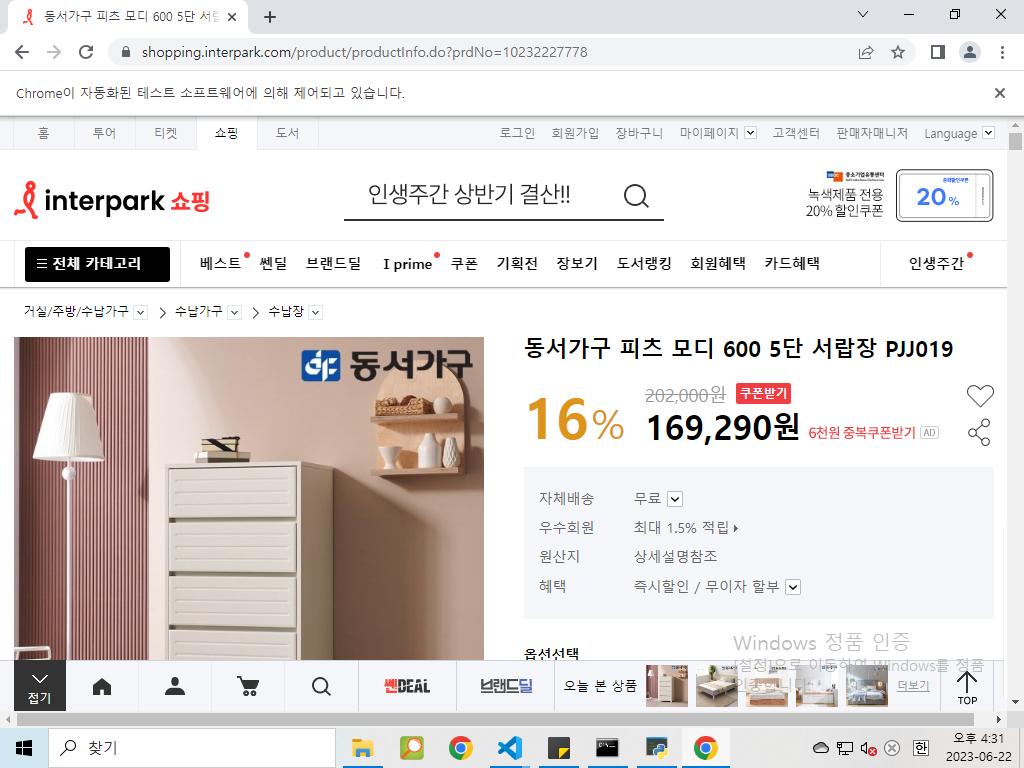 동서가구 피츠 모디 600 5단 서랍
shopping.interpark.com/product/productInfo.do?prdNo=10232227778
Chrome이 자동화된 테스트 소프트웨어에 의해 제어되고 있습니다.
홈 투어 티켓 쇼핑 도서 로그인 회원가입 장바구니 마이페이지 고객센터 판매자매니저 Language
interpark 쇼핑
인생주간 상반기 결산!!
중소기업유통센터
녹색제품 전용
20% 할인쿠폰
20%
전체 카테고리 베스트 쎈딜 브랜드딜 I prime 쿠폰 기획전 장보기 도서랭킹 회원혜택 카드혜택 인생주간
거실/주방/수납가구 수납가구 수납장
동서가구
동서가구 피츠 모디 600 5단 서랍장 PJJ019
16%
202,000원 쿠폰받기
169,290원 6천원 중복쿠폰받기 AD
자체배송 무료
우수회원 최대 1.5% 적립
원산지 상세설명참조
혜택 즉시할인 / 무이자 할부
옵션선택
Windows 정품 인증
[설정]으로 이동하여 Windows를 정품
접기
쎈DEAL
브랜드딜
오늘 본 상품
더보기
TOP
찾기
한
오후 4:31
2023-06-22